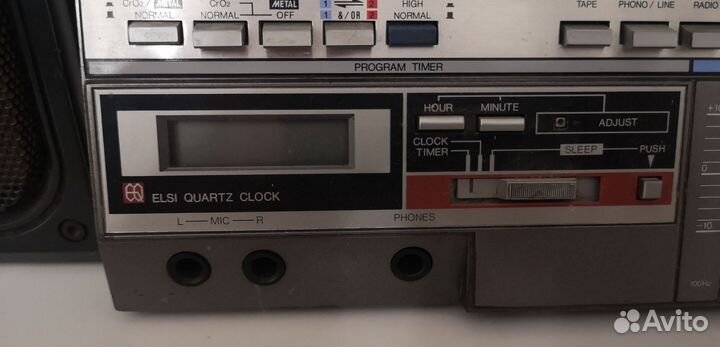 CrO₂ / METAL
CrO₂
METAL
1 2
HIGH
NORMAL
NORMAL
OFF
1 &/OR 2
NORMAL
TAPE
PHONO / LINE
RADIO
PROGRAM TIMER
HOUR
MINUTE
ADJUST
CLOCK
TIMER
SLEEP
PUSH
ELSI QUARTZ CLOCK
L — MIC — R
PHONES
+10
0
-10
100Hz
Avito